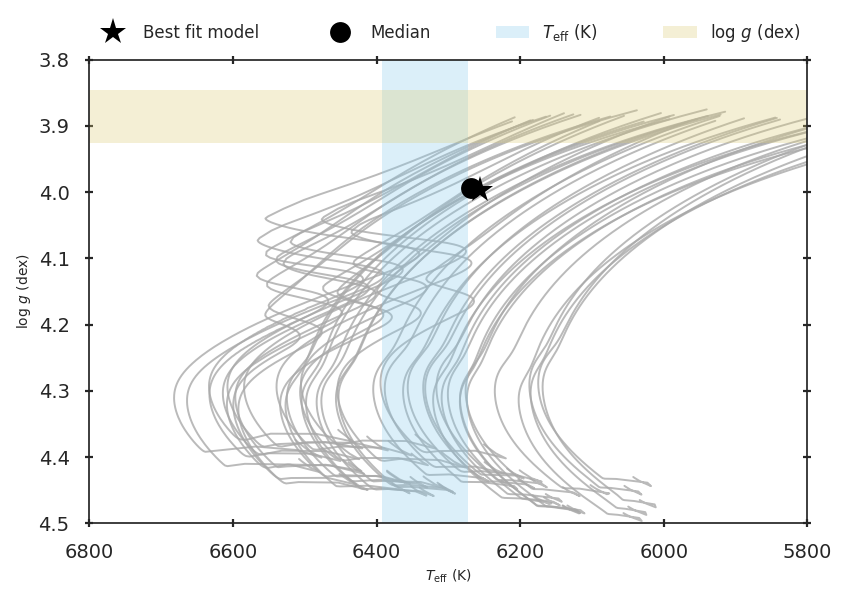 Best fit model Median T_eff (K) log g (dex)
3.8
3.9
4.0
4.1
4.2
4.3
4.4
4.5
log g (dex)
6800 6600 6400 6200 6000 5800
T_eff (K)